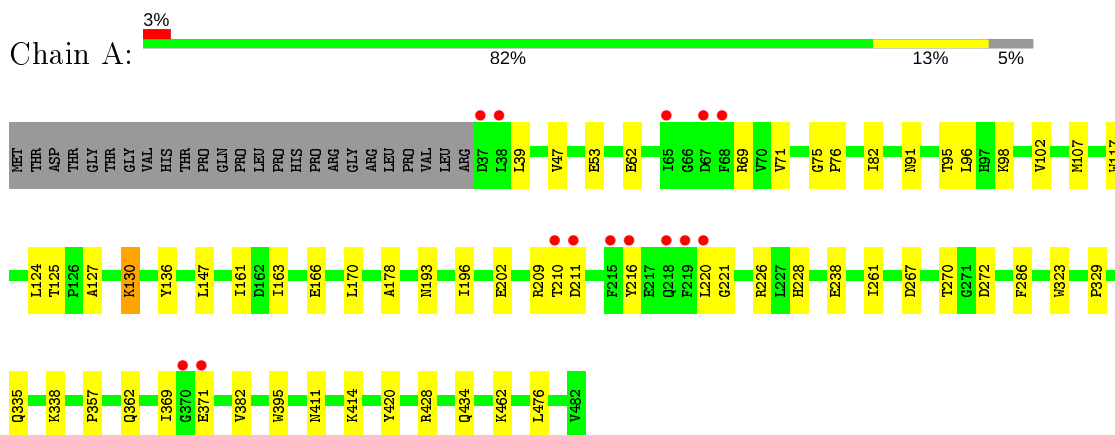 3%
Chain A:
82% 13% 5%
MET THR ASP THR GLY THR GLY VAL HIS THR PRO GLN PRO LEU PRO HIS PRO ARG GLY ARG LEU PRO VAL LEU ARG D37 L38 L39 V47 E53 E62 I65 G66 D67 F68 R69 V70 V71 G75 P76 I82 N91 T95 L96 H97 K98 V102 M107 W117
L124 T125 P126 A127 K130 Y136 L147 I161 D162 I163 E166 L170 A178 N193 I196 E202 R209 T210 D211 F215 Y216 E217 Q218 F219 L220 G221 R226 L227 H228 E238 I261 D267 T270 G271 D272 F286 W323 P329
Q335 K338 P357 Q362 I369 G370 E371 V382 W395 N411 K414 Y420 R428 Q434 K462 L476 V482